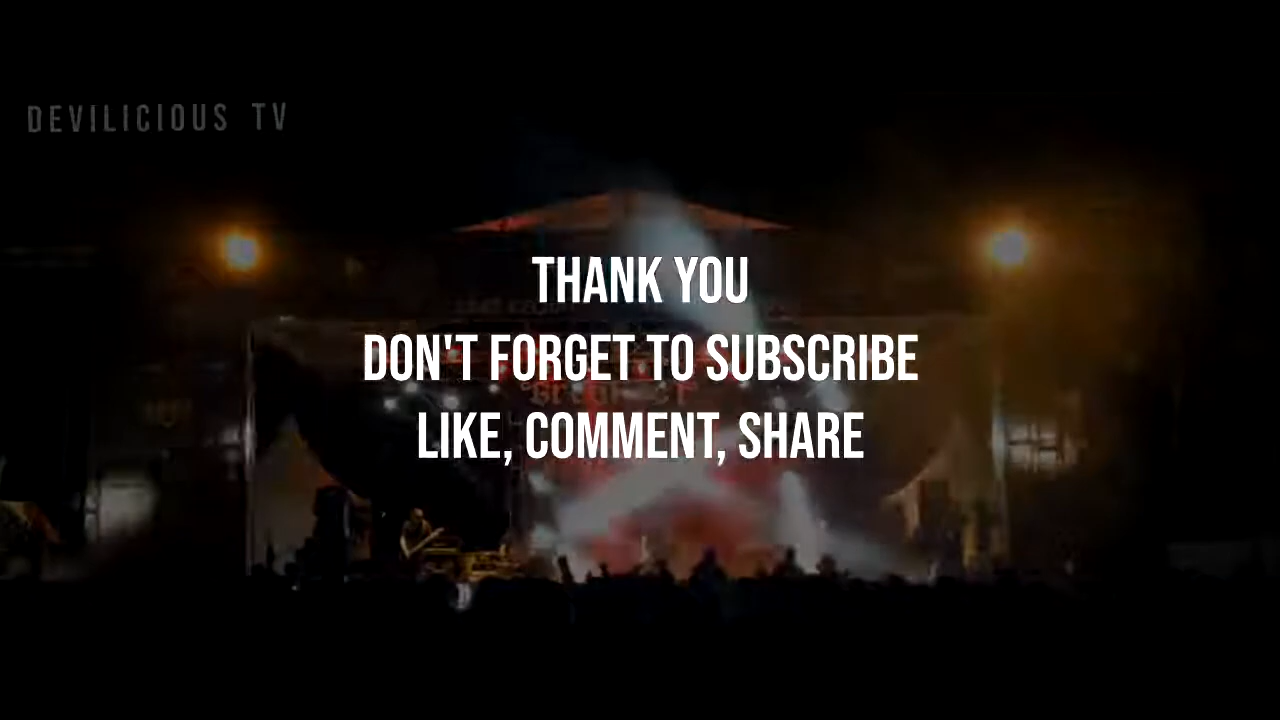 DEVILICIOUS TV
THANK YOU
DON'T FORGET TO SUBSCRIBE
LIKE, COMMENT, SHARE